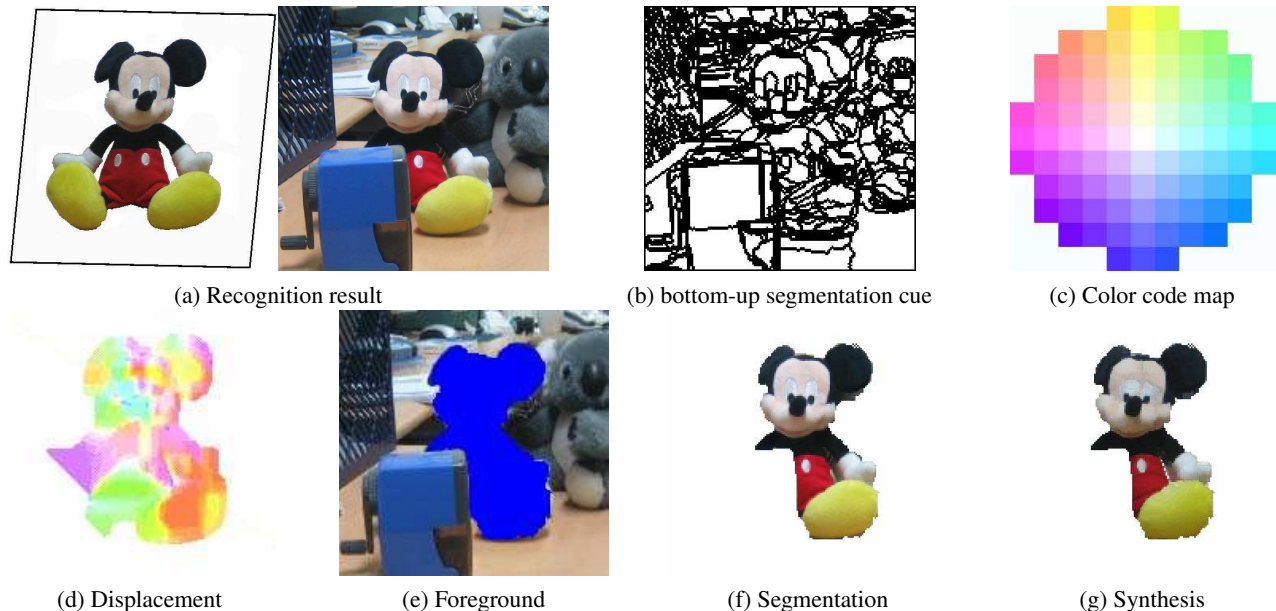 (a) Recognition result
(b) bottom-up segmentation cue
(c) Color code map
(d) Displacement
(e) Foreground
(f) Segmentation
(g) Synthesis